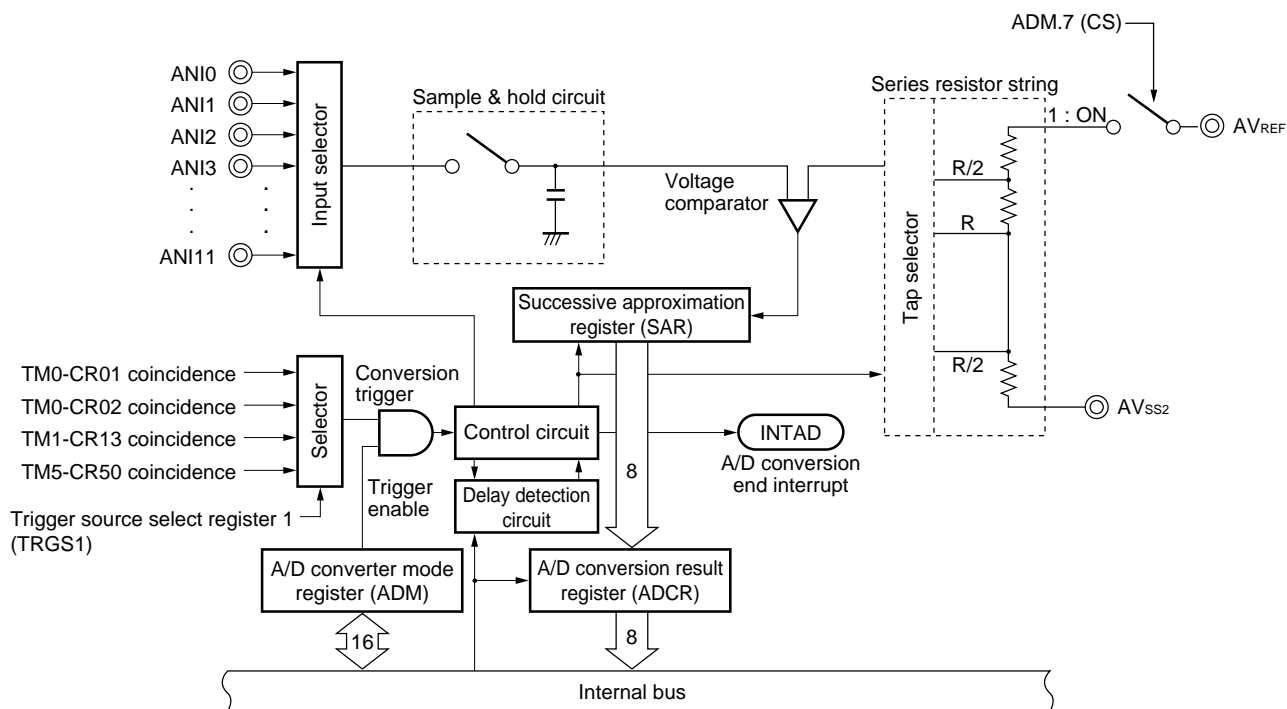 ADM.7 (CS)
ANI0
ANI1
ANI2
ANI3
ANI11
Input selector
Sample & hold circuit
Series resistor string
1 : ON
AVREF
R/2
R
R/2
Tap selector
AVSS2
Voltage
comparator
Successive approximation
register (SAR)
TM0-CR01 coincidence
TM0-CR02 coincidence
TM1-CR13 coincidence
TM5-CR50 coincidence
Selector
Conversion
trigger
Trigger
enable
Control circuit
INTAD
A/D conversion
end interrupt
8
Delay detection
circuit
Trigger source select register 1
(TRGS1)
A/D converter mode
register (ADM)
A/D conversion result
register (ADCR)
16
8
Internal bus